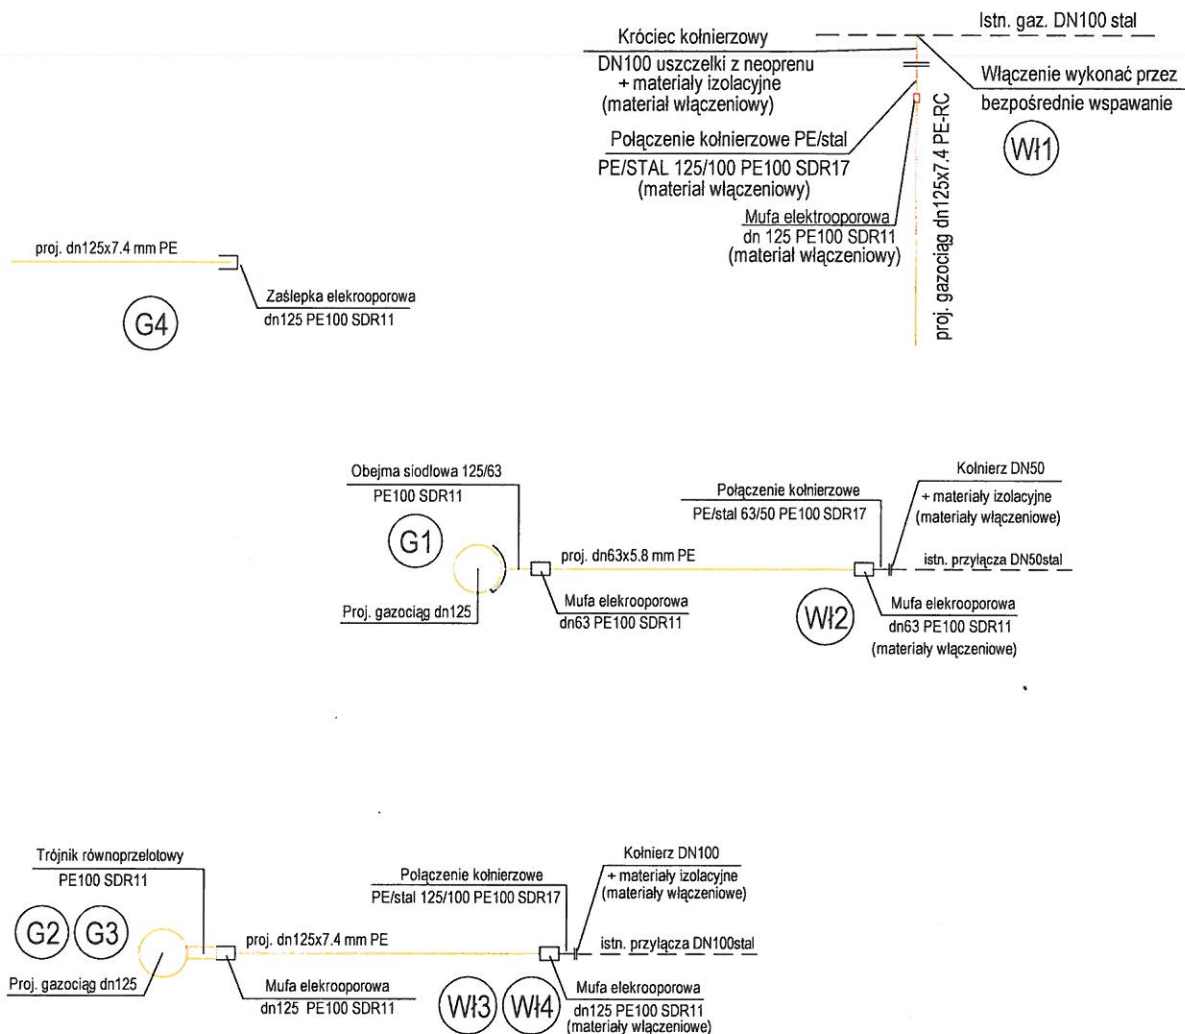 Istn. gaz. DN100 stal
Króciec kołnierzowy
DN100 uszczelki z neoprenu
+ materiały izolacyjne
(materiał włączeniowy)
Włączenie wykonać przez
bezpośrednie wspawanie
Wł1
Połączenie kołnierzowe PE/stal
PE/STAL 125/100 PE100 SDR17
(materiał włączeniowy)
Mufa elektrooporowa
dn 125 PE100 SDR11
(materiał włączeniowy)
proj. gazociąg dn125x7.4 PE-RC
proj. dn125x7.4 mm PE
Zaślepka elekrooporowa
dn125 PE100 SDR11
G4
Obejma siodłowa 125/63
PE100 SDR11
G1
Proj. gazociąg dn125
proj. dn63x5.8 mm PE
Mufa elekrooporowa
dn63 PE100 SDR11
Połączenie kołnierzowe
PE/stal 63/50 PE100 SDR17
Kołnierz DN50
+ materiały izolacyjne
(materiały włączeniowe)
istn. przyłącza DN50stal
Wł2
Mufa elekrooporowa
dn63 PE100 SDR11
(materiały włączeniowe)
Trójnik równoprzelotowy
PE100 SDR11
G2 G3
Proj. gazociąg dn125
proj. dn125x7.4 mm PE
Mufa elekrooporowa
dn125 PE100 SDR11
Połączenie kołnierzowe
PE/stal 125/100 PE100 SDR17
Kołnierz DN100
+ materiały izolacyjne
(materiały włączeniowe)
istn. przyłącza DN100stal
Wł3 Wł4
Mufa elekrooporowa
dn125 PE100 SDR11
(materiały włączeniowe)